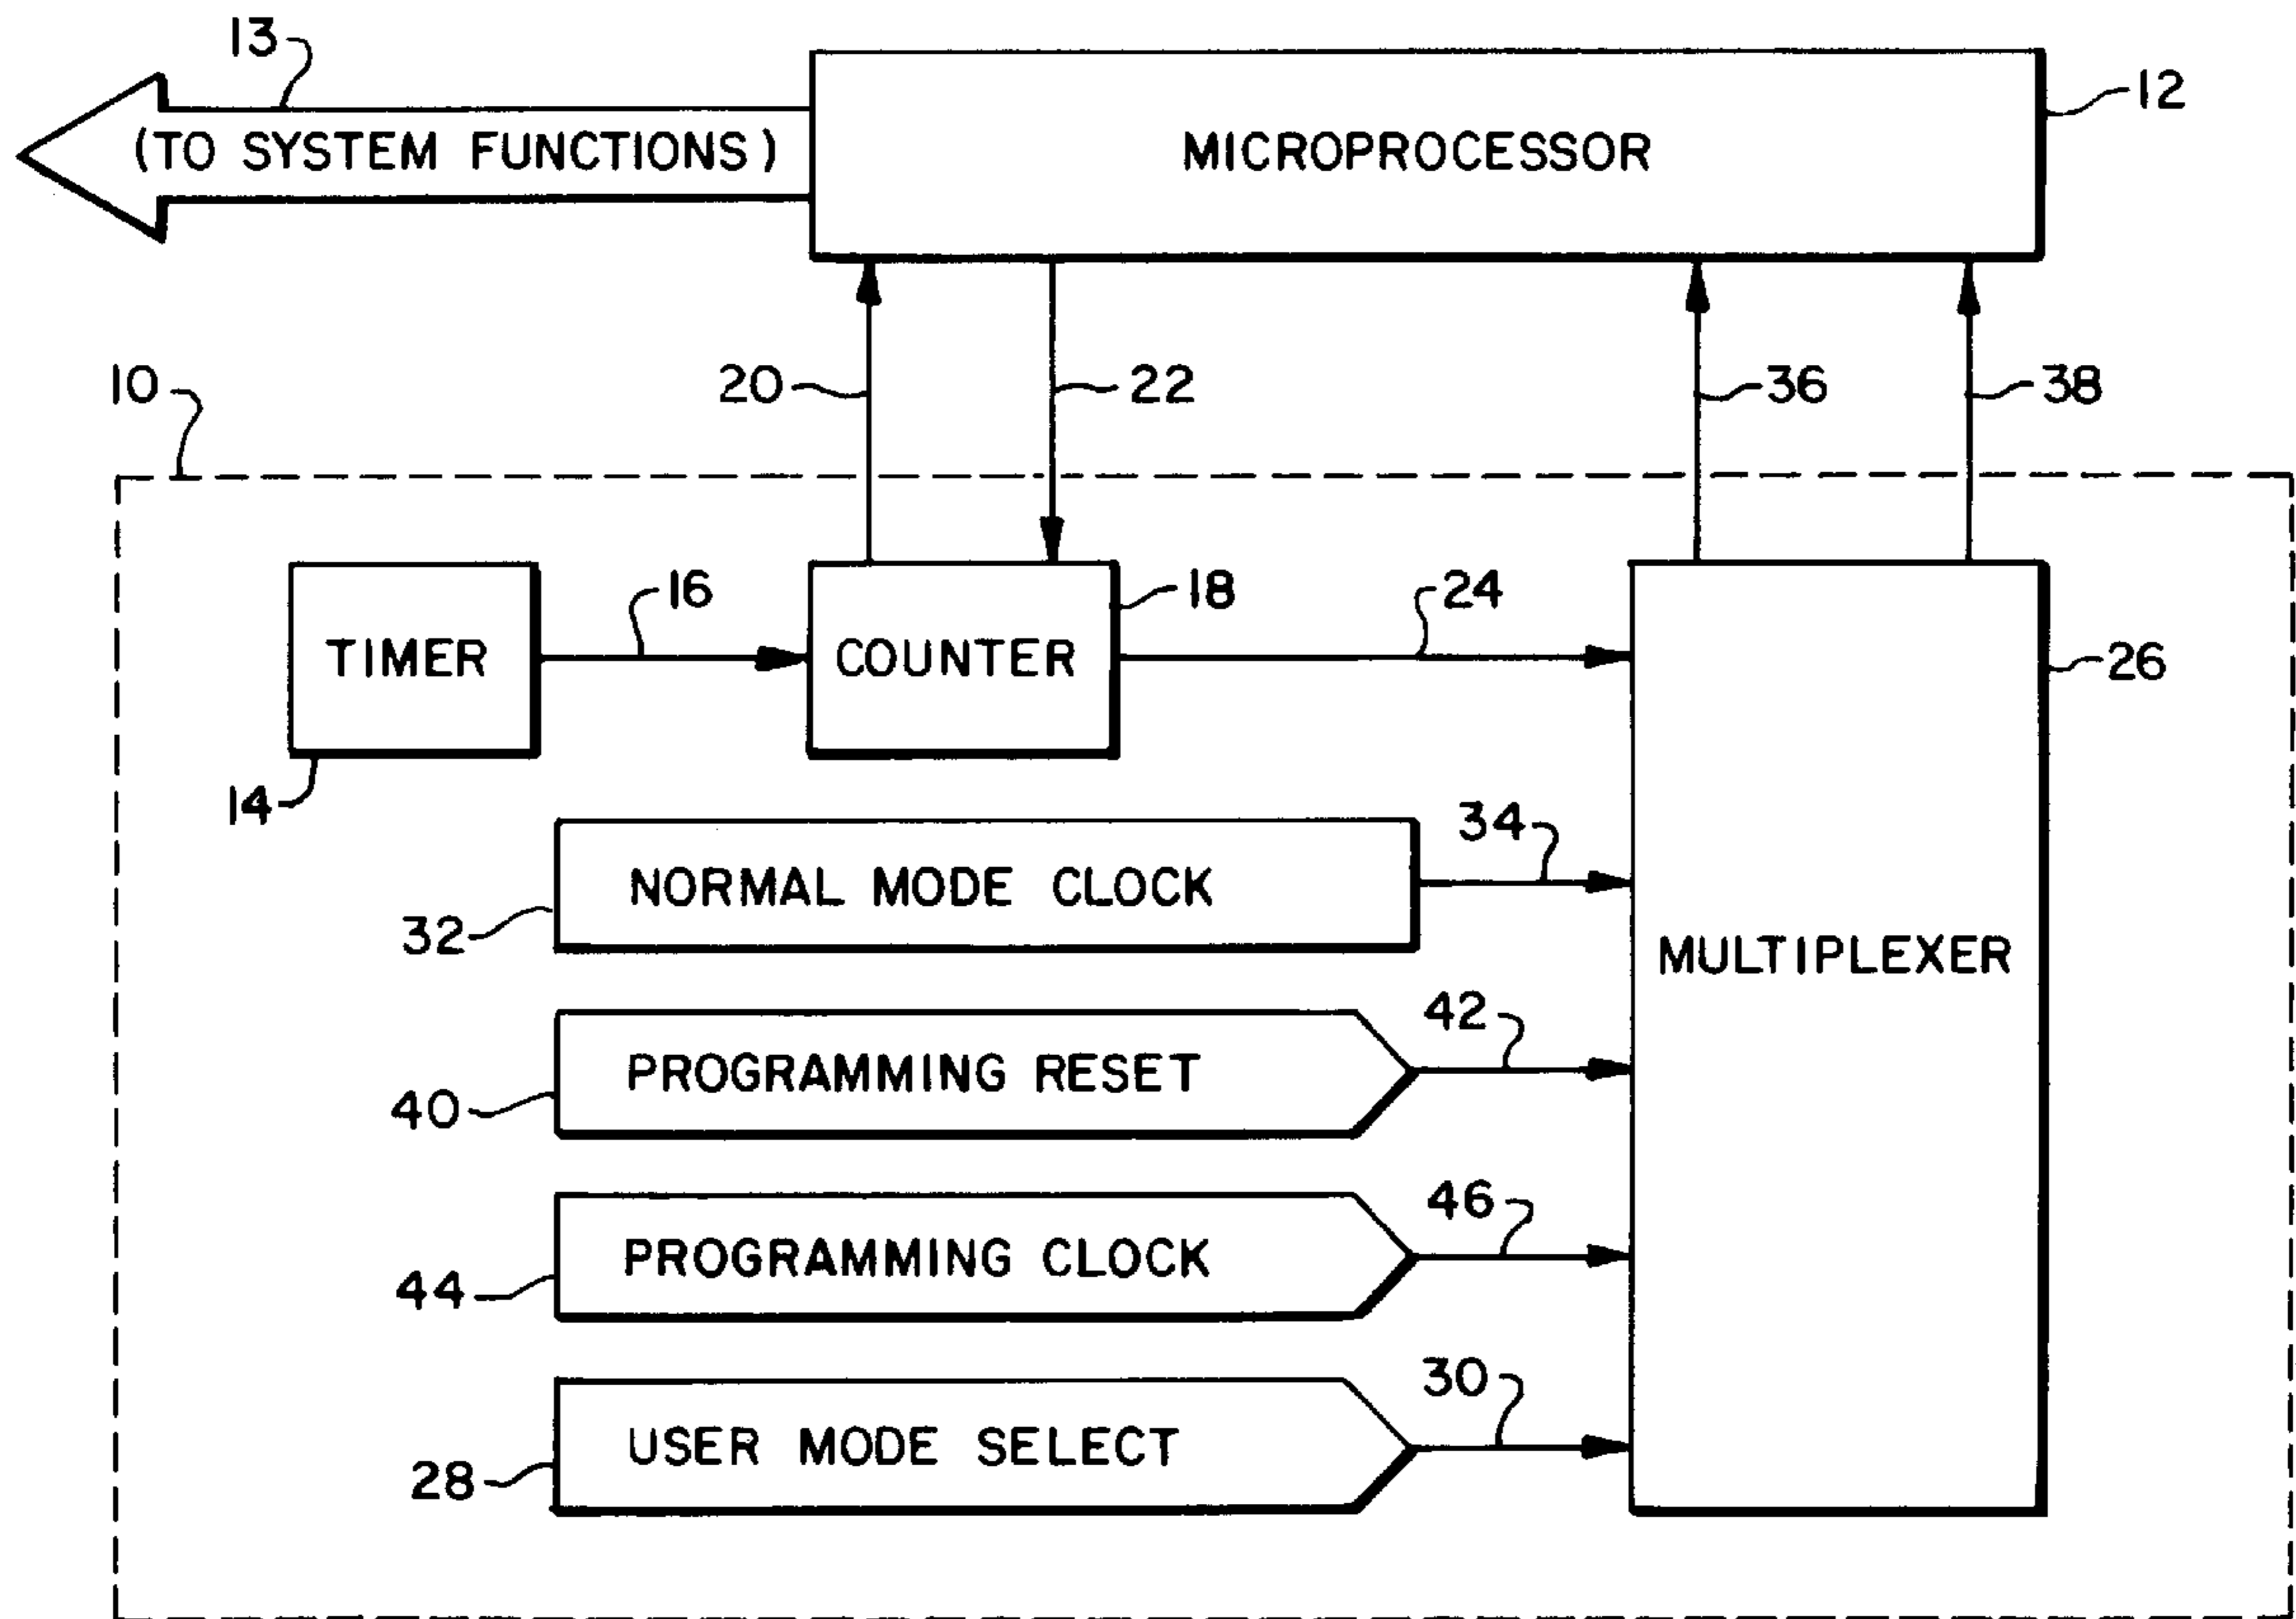 13
(TO SYSTEM FUNCTIONS)
MICROPROCESSOR
12
10
20
22
36
38
TIMER
16
COUNTER
18
24
26
14
NORMAL MODE CLOCK
34
32
MULTIPLEXER
PROGRAMMING RESET
42
40
PROGRAMMING CLOCK
46
44
USER MODE SELECT
30
28